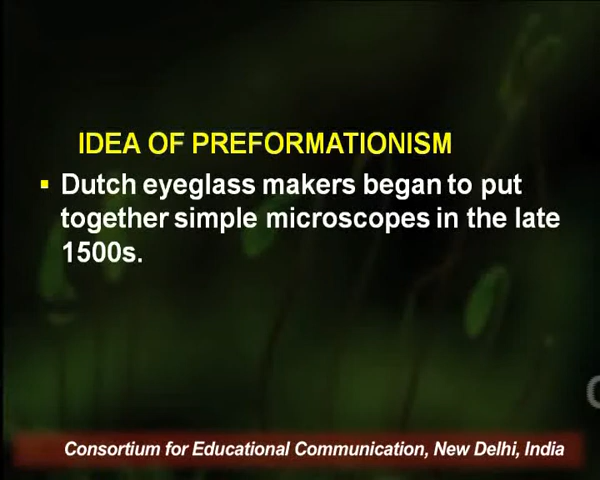 IDEA OF PREFORMATIONISM
▪ Dutch eyeglass makers began to put
together simple microscopes in the late
1500s.
Consortium for Educational Communication, New Delhi, India